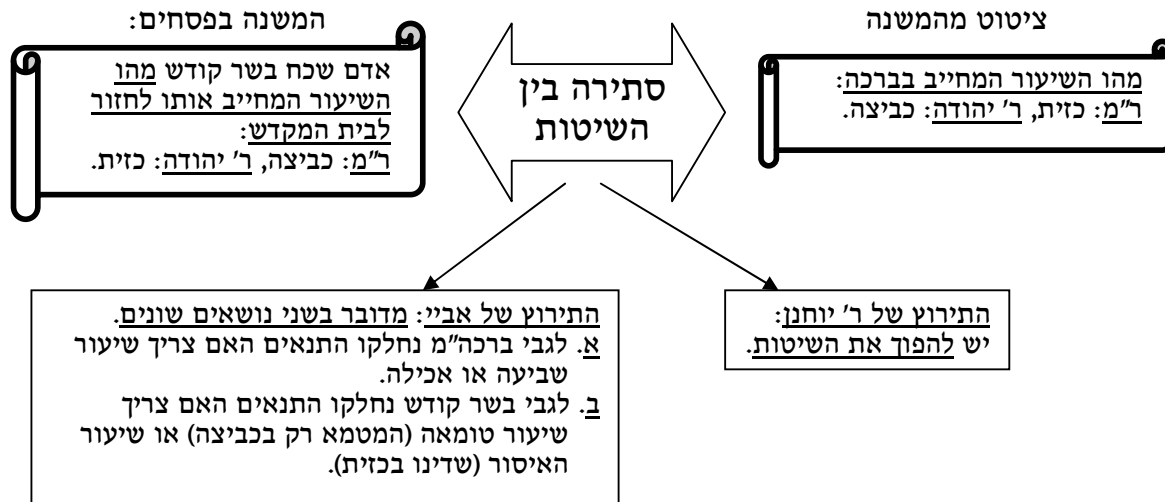 ציטוט מהמשנה
מהו השיעור המחייב בברכה:
ר"מ: כזית, ר' יהודה: כביצה.
סתירה בין
השיטות
המשנה בפסחים:
אדם שכח בשר קודש מהו
השיעור המחייב אותו לחזור
לבית המקדש:
ר"מ: כביצה, ר' יהודה: כזית.
התירוץ של ר' יוחנן:
יש להפוך את השיטות.
התירוץ של אביי: מדובר בשני נושאים שונים.
א. לגבי ברכה"מ נחלקו התנאים האם צריך שיעור
שביעה או אכילה.
ב. לגבי בשר קודש נחלקו התנאים האם צריך
שיעור טומאה (המטמא רק בכביצה) או שיעור
האיסור (שדינו בכזית).